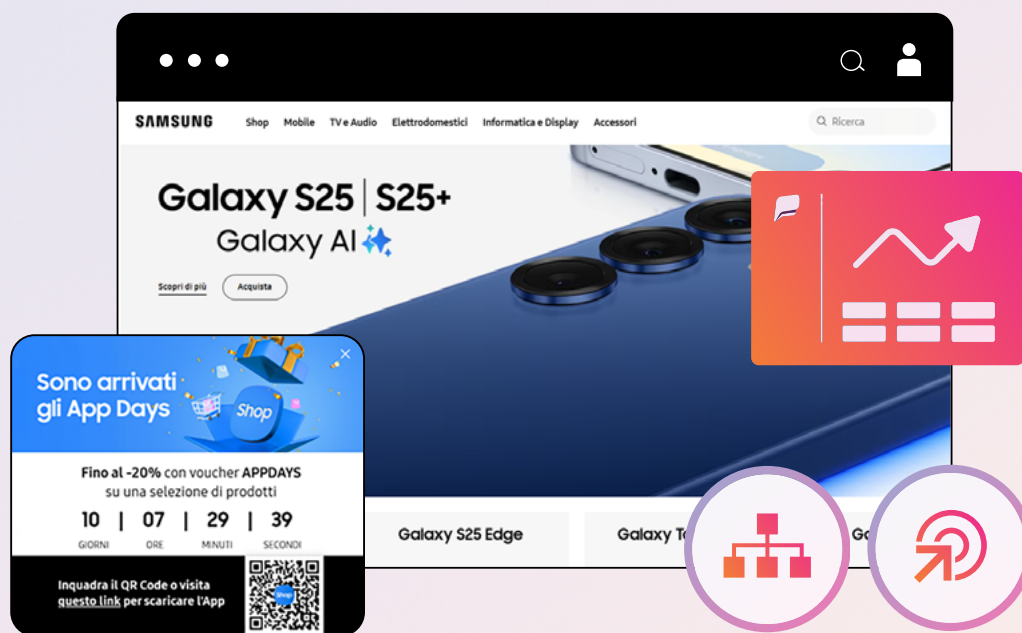 SAMSUNG
Shop Mobile TV e Audio Elettrodomestici Informatica e Display Accessori
Ricerca
Galaxy S25 | S25+
Galaxy AI
Scopri di più Acquista
Sono arrivati
gli App Days
Shop
Fino al -20% con voucher APPDAYS
su una selezione di prodotti
10 | 07 | 29 | 39
GIORNI ORE MINUTI SECONDI
Inquadra il QR Code o visita
questo link per scaricare l'App
Shop
Galaxy S25 Edge
Galaxy